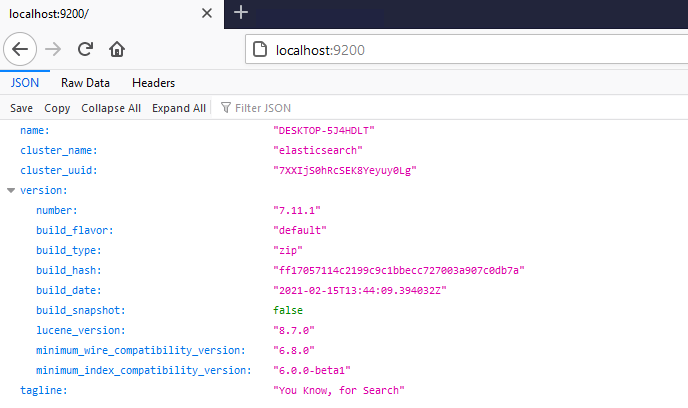 localhost:9200/
localhost:9200
JSON Raw Data Headers
Save Copy Collapse All Expand All Filter JSON
name: "DESKTOP-5J4HDLT"
cluster_name: "elasticsearch"
cluster_uuid: "7XXIjS0hRcSEK8Yeyuy0Lg"
version:
number: "7.11.1"
build_flavor: "default"
build_type: "zip"
build_hash: "ff17057114c2199c9c1bbecc727003a907c0db7a"
build_date: "2021-02-15T13:44:09.394032Z"
build_snapshot: false
lucene_version: "8.7.0"
minimum_wire_compatibility_version: "6.8.0"
minimum_index_compatibility_version: "6.0.0-beta1"
tagline: "You Know, for Search"